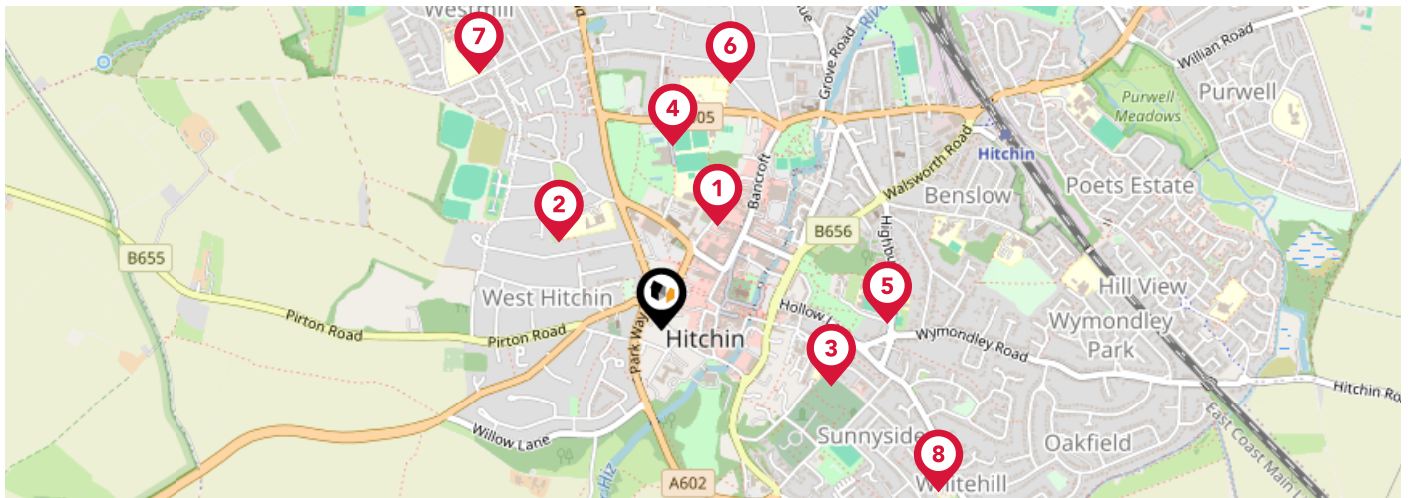 Westmill
7
6
Grove Road
Willian Road
Purwell
4
Purwell
Meadows
Hitchin
Walsworth Road
Bancroft
Benslow
Poets Estate
1
2
B656
B655
5
Hill View
West Hitchin
Pirton Road
Pirton Road
Park Way
Hitchin
Hollow
Wymondley
Park
Wymondley Road
3
Hitchin
Willow Lane
Sunnyside
Oakfield
East Coast Main
8
Whitehill
A602
Hiz